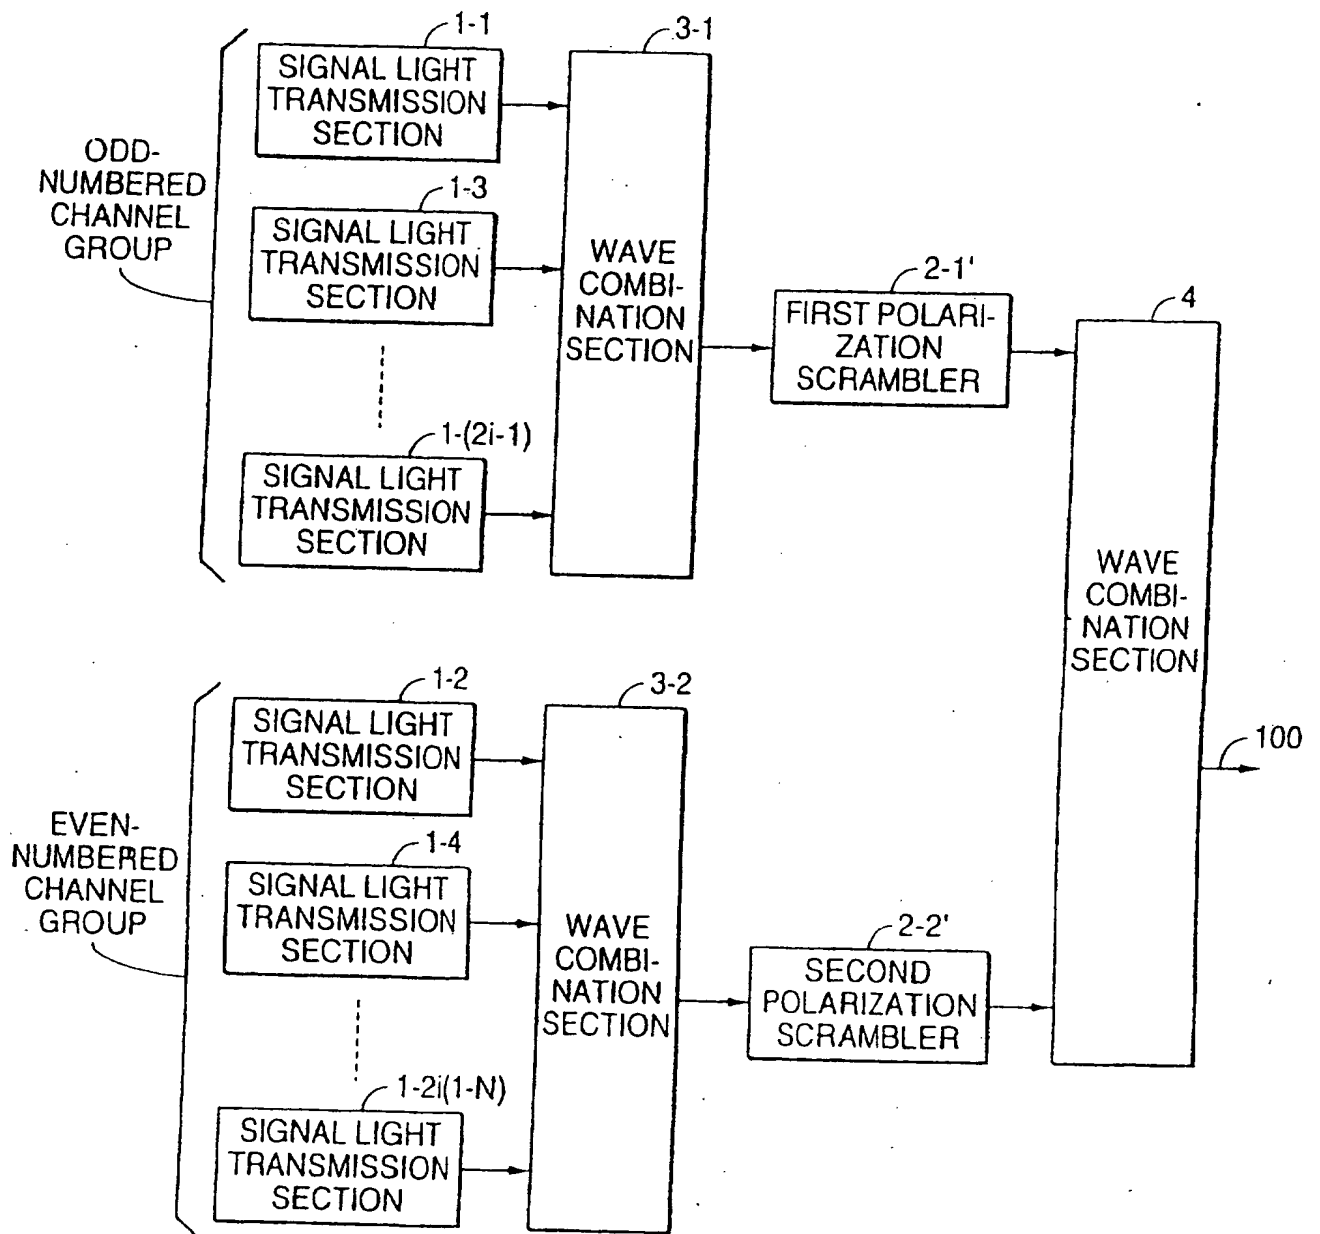 1-1
SIGNAL LIGHT
TRANSMISSION
SECTION
3-1
ODD-
NUMBERED
CHANNEL
GROUP
1-3
SIGNAL LIGHT
TRANSMISSION
SECTION
WAVE
COMBI-
NATION
SECTION
2-1'
FIRST POLARI-
ZATION
SCRAMBLER
4
1-(2i-1)
SIGNAL LIGHT
TRANSMISSION
SECTION
WAVE
COMBI-
NATION
SECTION
1-2
SIGNAL LIGHT
TRANSMISSION
SECTION
3-2
100
EVEN-
NUMBERED
CHANNEL
GROUP
1-4
SIGNAL LIGHT
TRANSMISSION
SECTION
WAVE
COMBI-
NATION
SECTION
2-2'
SECOND
POLARIZATION
SCRAMBLER
1-2i(1-N)
SIGNAL LIGHT
TRANSMISSION
SECTION